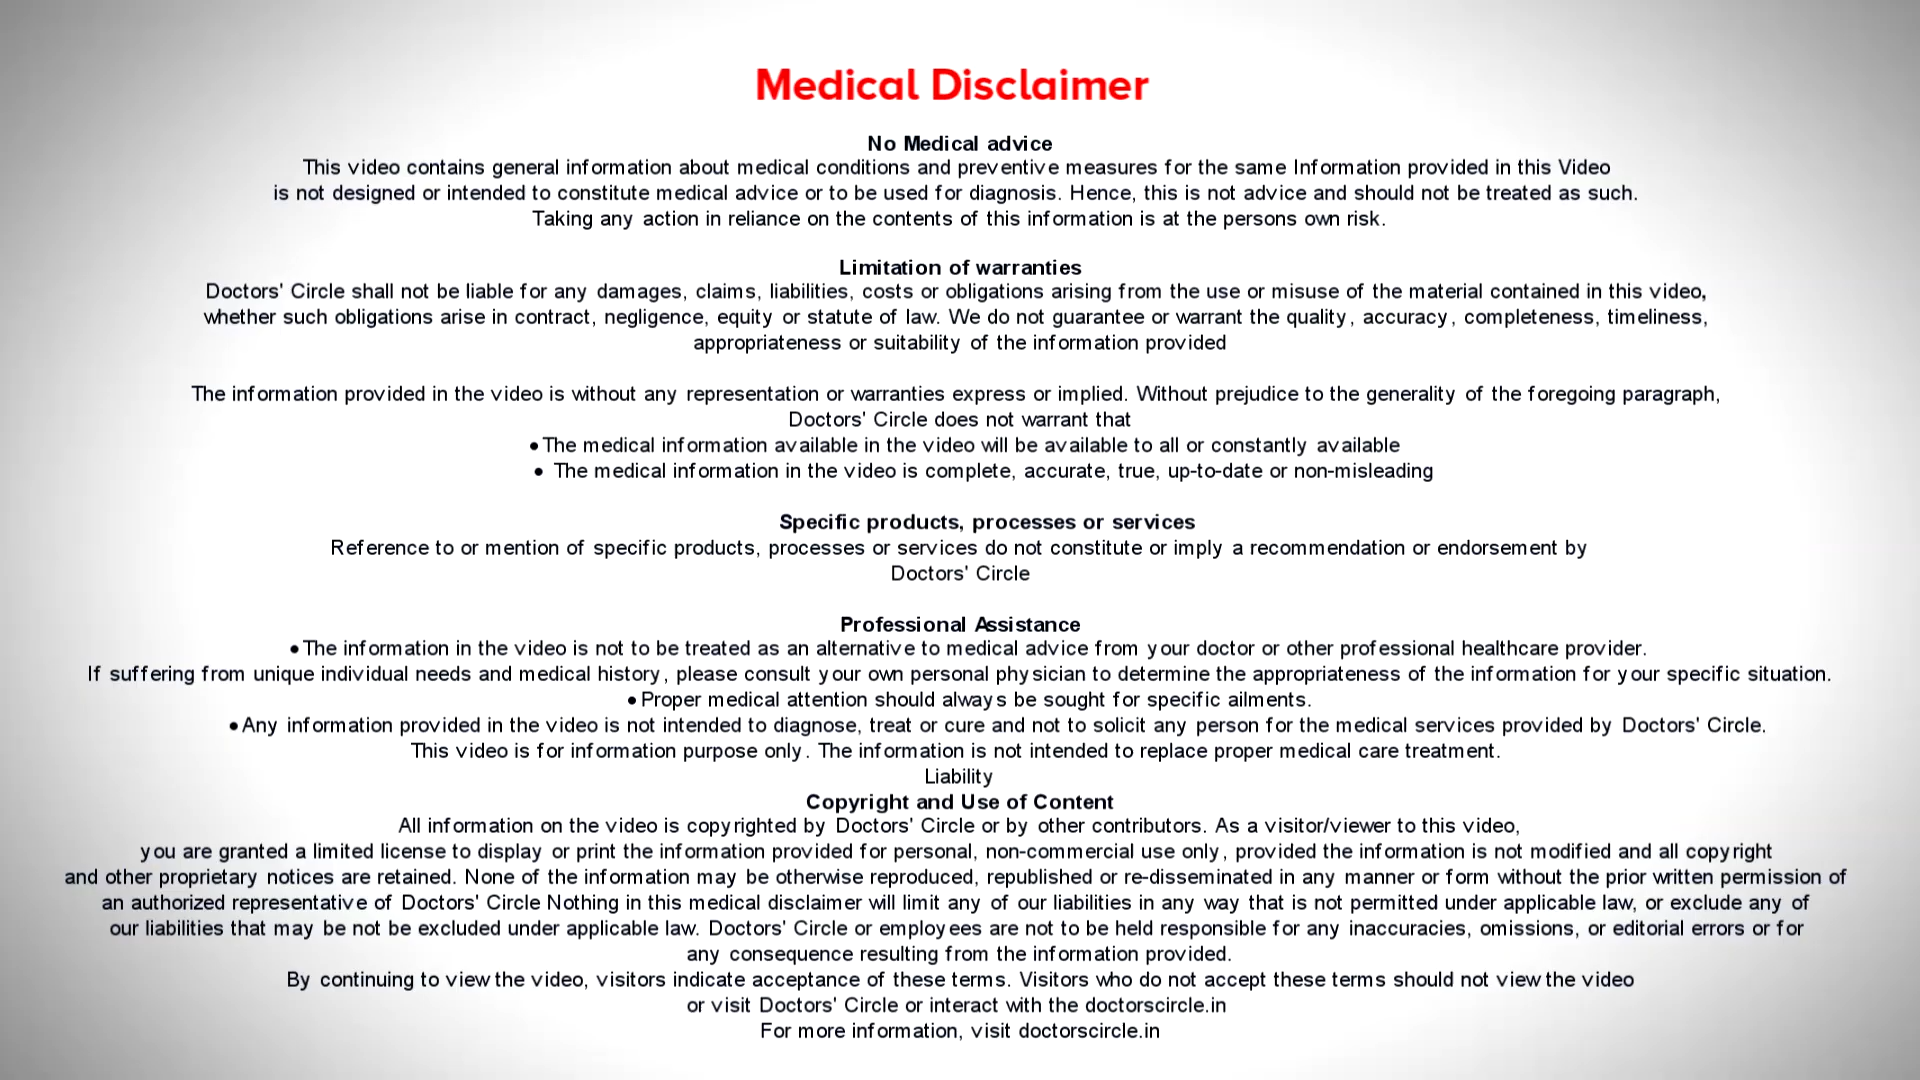 Medical Disclaimer
No Medical advice
This video contains general information about medical conditions and preventive measures for the same Information provided in this Video
is not designed or intended to constitute medical advice or to be used for diagnosis. Hence, this is not advice and should not be treated as such.
Taking any action in reliance on the contents of this information is at the persons own risk.
Limitation of warranties
Doctors' Circle shall not be liable for any damages, claims, liabilities, costs or obligations arising from the use or misuse of the material contained in this video,
whether such obligations arise in contract, negligence, equity or statute of law. We do not guarantee or warrant the quality, accuracy, completeness, timeliness,
appropriateness or suitability of the information provided
The information provided in the video is without any representation or warranties express or implied. Without prejudice to the generality of the foregoing paragraph,
Doctors' Circle does not warrant that
• The medical information available in the video will be available to all or constantly available
• The medical information in the video is complete, accurate, true, up-to-date or non-misleading
Specific products, processes or services
Reference to or mention of specific products, processes or services do not constitute or imply a recommendation or endorsement by
Doctors' Circle
Professional Assistance
• The information in the video is not to be treated as an alternative to medical advice from your doctor or other professional healthcare provider.
If suffering from unique individual needs and medical history, please consult your own personal physician to determine the appropriateness of the information for your specific situation.
• Proper medical attention should always be sought for specific ailments.
• Any information provided in the video is not intended to diagnose, treat or cure and not to solicit any person for the medical services provided by Doctors' Circle.
This video is for information purpose only. The information is not intended to replace proper medical care treatment.
Liability
Copyright and Use of Content
All information on the video is copyrighted by Doctors' Circle or by other contributors. As a visitor/viewer to this video,
you are granted a limited license to display or print the information provided for personal, non-commercial use only, provided the information is not modified and all copyright
and other proprietary notices are retained. None of the information may be otherwise reproduced, republished or re-disseminated in any manner or form without the prior written permission of
an authorized representative of Doctors' Circle Nothing in this medical disclaimer will limit any of our liabilities in any way that is not permitted under applicable law, or exclude any of
our liabilities that may be not be excluded under applicable law. Doctors' Circle or employees are not to be held responsible for any inaccuracies, omissions, or editorial errors or for
any consequence resulting from the information provided.
By continuing to view the video, visitors indicate acceptance of these terms. Visitors who do not accept these terms should not view the video
or visit Doctors' Circle or interact with the doctorscircle.in
For more information, visit doctorscircle.in